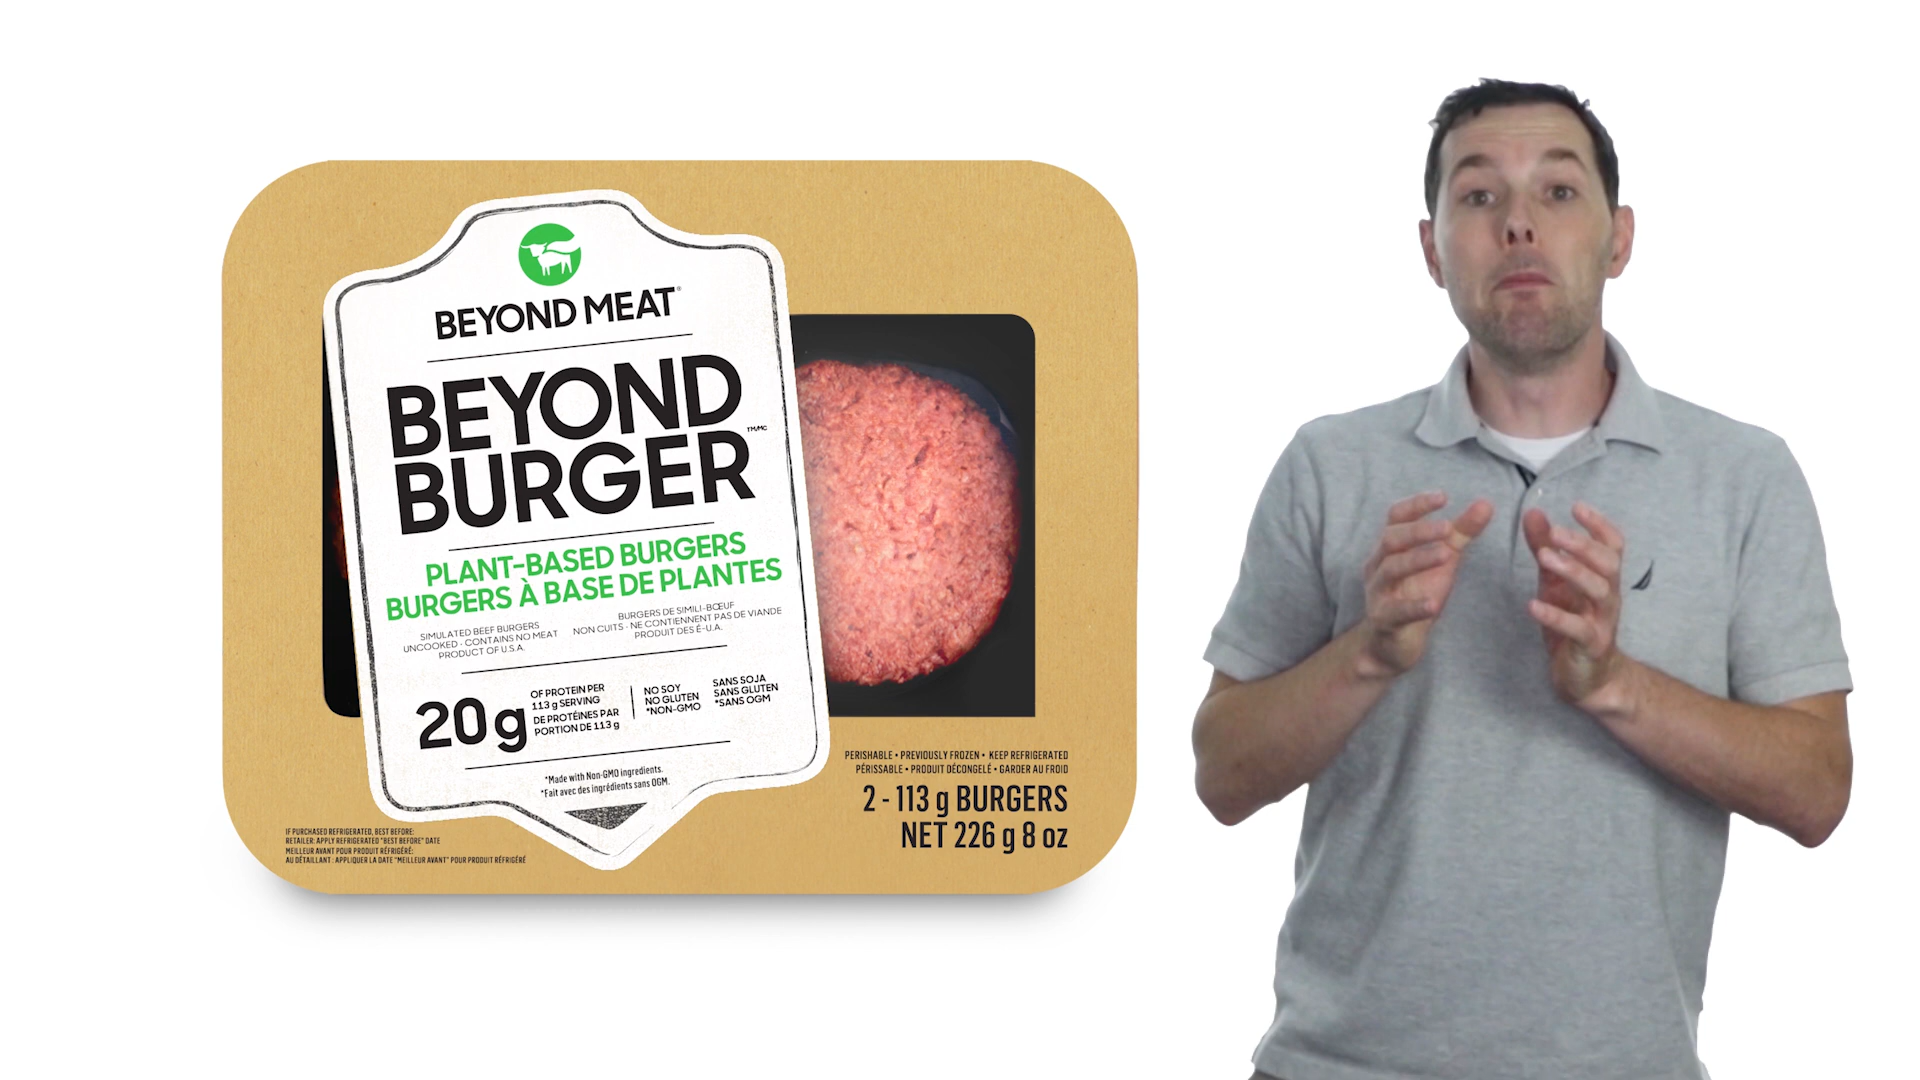 BEYOND MEAT®
BEYOND
BURGER™/MC
PLANT-BASED BURGERS
BURGERS À BASE DE PLANTES
SIMULATED BEEF BURGERS
UNCOOKED - CONTAINS NO MEAT
PRODUCT OF U.S.A.
BURGERS DE SIMILI-BŒUF
NON CUITS - NE CONTIENNENT PAS DE VIANDE
PRODUIT DES É-U.A.
20g
OF PROTEIN PER
113 g SERVING
DE PROTÉINES PAR
PORTION DE 113 g
NO SOY
NO GLUTEN
*NON-GMO
SANS SOJA
SANS GLUTEN
*SANS OGM
*Made with Non-GMO ingredients.
*Fait avec des ingrédients sans OGM.
PERISHABLE • PREVIOUSLY FROZEN • KEEP REFRIGERATED
PÉRISSABLE • PRODUIT DÉCONGELÉ • GARDER AU FROID
2 - 113 g BURGERS
NET 226 g 8 oz
IF PURCHASED REFRIGERATED, BEST BEFORE:
RETAILER: APPLY REFRIGERATED "BEST BEFORE" DATE
MEILLEUR AVANT POUR PRODUIT RÉFRIGÉRÉ:
AU DÉTAILLANT: APPLIQUER LA DATE "MEILLEUR AVANT" POUR PRODUIT RÉFRIGÉRÉ